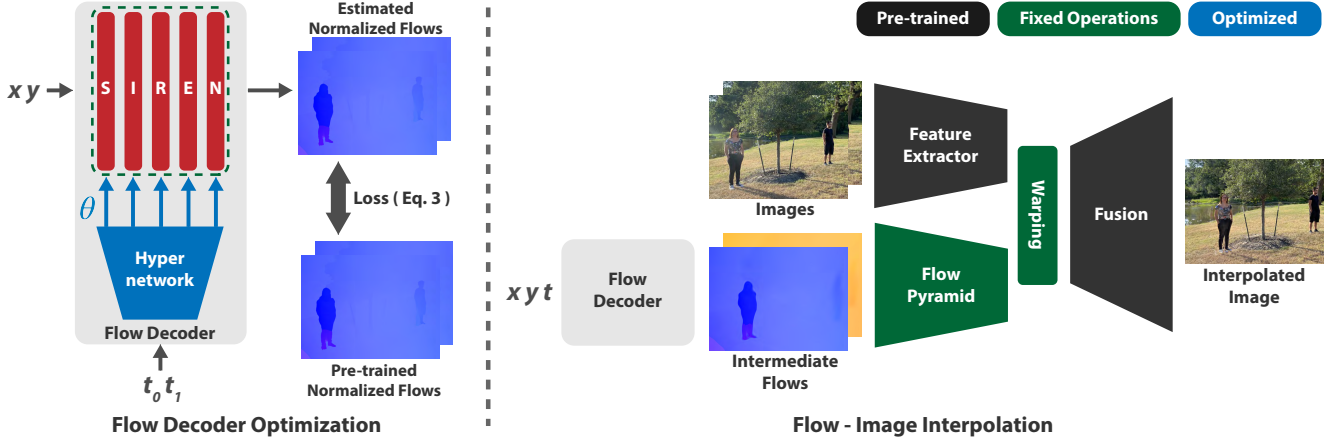 Pre-trained
Fixed Operations
Optimized
x y
S I R E N
θ
Hyper
network
Flow Decoder
t₀ t₁
Estimated
Normalized Flows
Loss ( Eq. 3 )
Pre-trained
Normalized Flows
Flow Decoder Optimization
x y t
Flow
Decoder
Images
Intermediate
Flows
Feature
Extractor
Flow
Pyramid
Warping
Fusion
Interpolated
Image
Flow - Image Interpolation